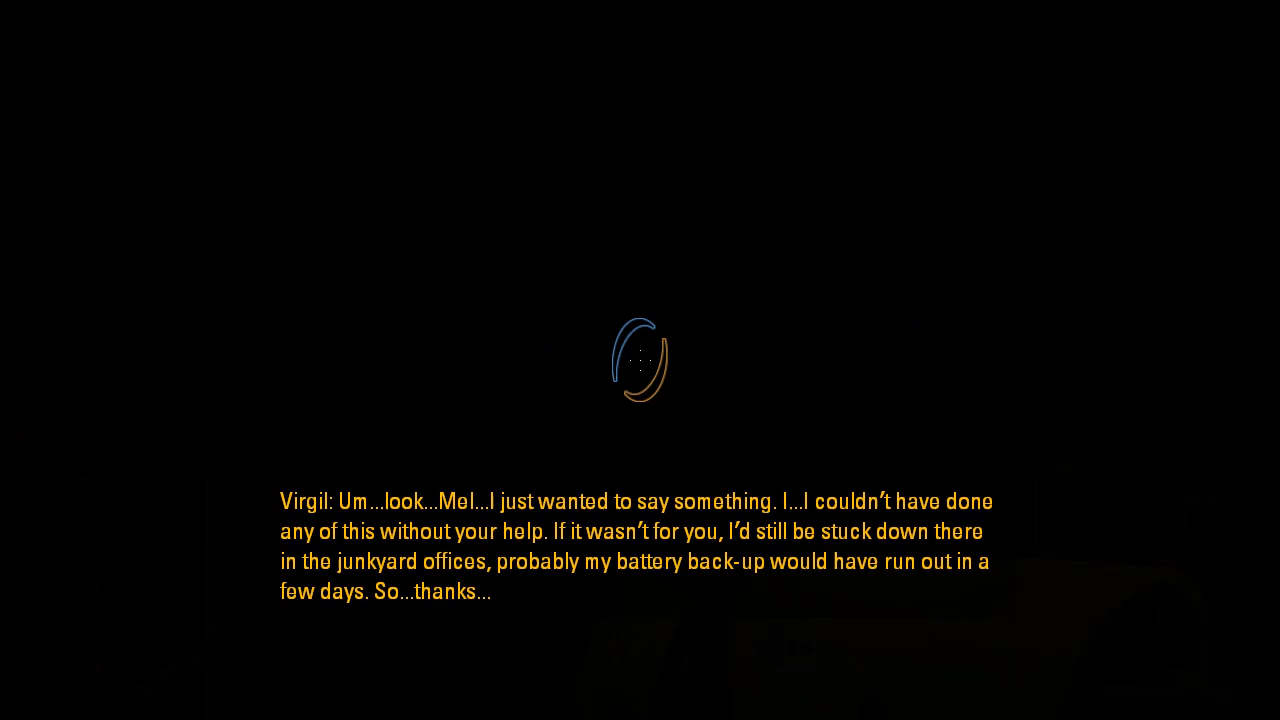 Virgil: Um...look...Mel...I just wanted to say something. I...I couldn't have done
any of this without your help. If it wasn't for you, I'd still be stuck down there
in the junkyard offices, probably my battery back-up would have run out in a
few days. So...thanks...